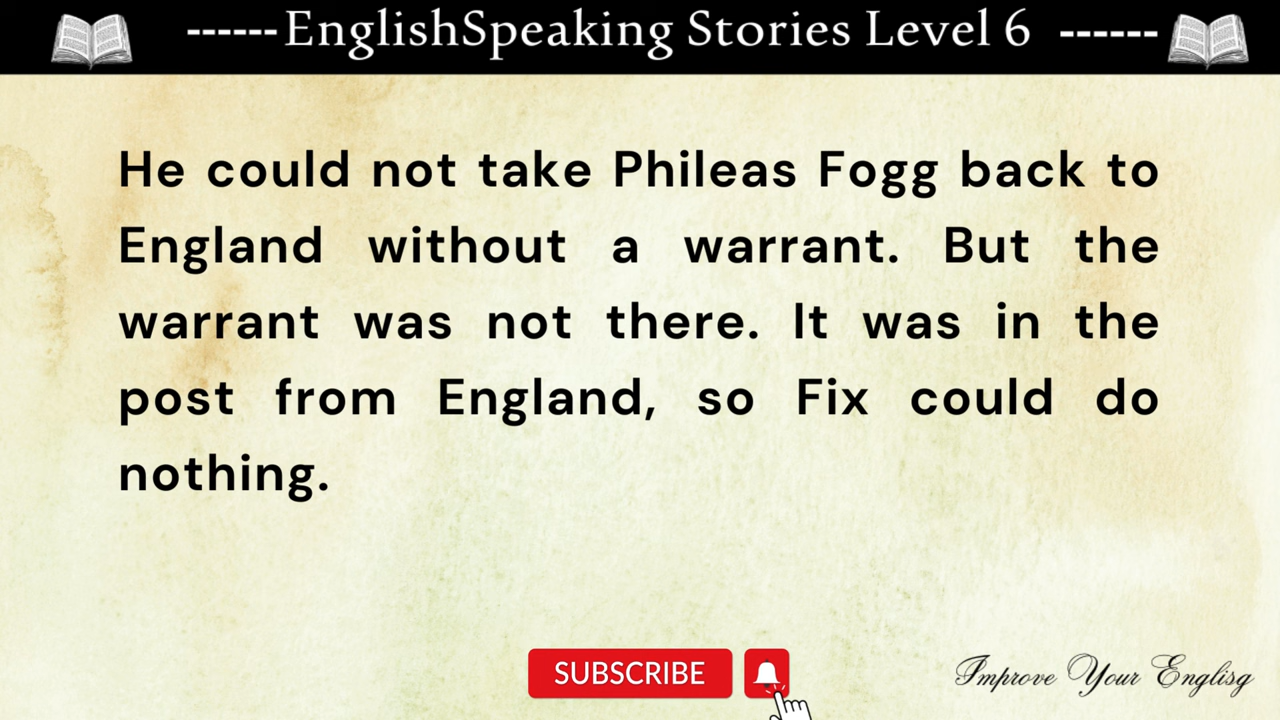 ------EnglishSpeaking Stories Level 6 ------
He could not take Phileas Fogg back to
England without a warrant. But the
warrant was not there. It was in the
post from England, so Fix could do
nothing.
SUBSCRIBE
Improve Your Englisg